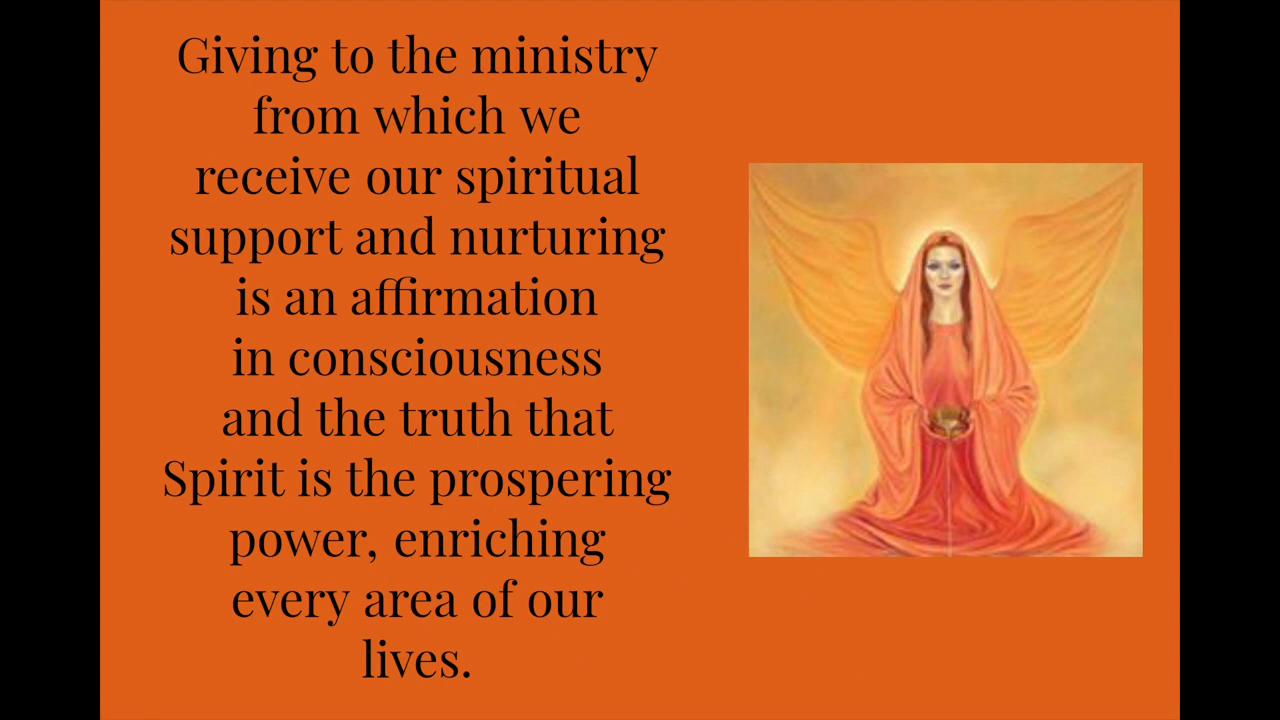 Giving to the ministry
from which we
receive our spiritual
support and nurturing
is an affirmation
in consciousness
and the truth that
Spirit is the prospering
power, enriching
every area of our
lives.